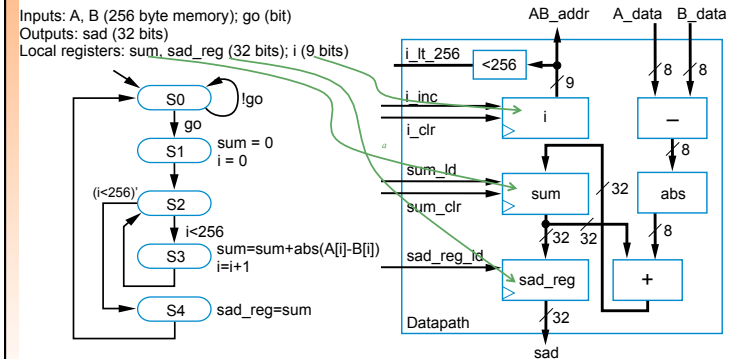 Inputs: A, B (256 byte memory); go (bit)
Outputs: sad (32 bits)
Local registers: sum, sad_reg (32 bits); i (9 bits)
S0
!go
go
S1
sum = 0
i = 0
(i<256)'
S2
i<256
S3
sum=sum+abs(A[i]-B[i])
i=i+1
S4
sad_reg=sum
AB_addr
A_data
B_data
i_lt_256
<256
8
8
9
i_inc
i
–
i_clr
8
a
sum_ld
sum
32
abs
sum_clr
32
32
8
sad_reg_ld
sad_reg
+
32
Datapath
sad